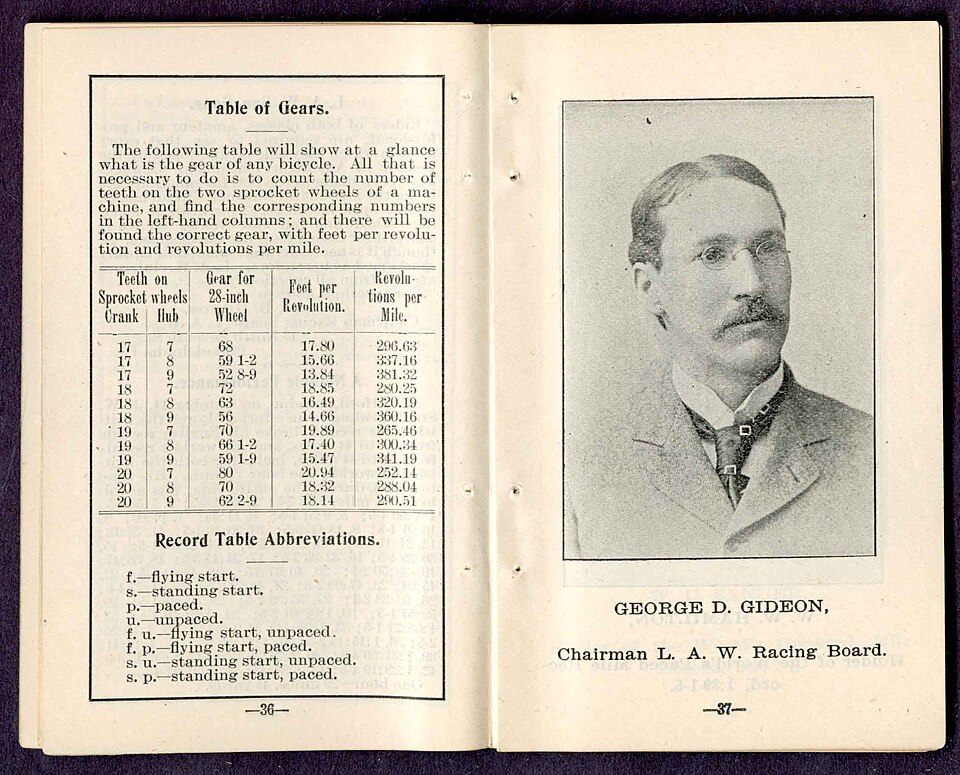 Table of Gears.
The following table will show at a glance
what is the gear of any bicycle. All that is
necessary to do is to count the number of
teeth on the two sprocket wheels of a ma-
chine, and find the corresponding numbers
in the left-hand columns; and there will be
found the correct gear, with feet per revolu-
tion and revolutions per mile.
Teeth on Sprocket wheels Crank Hub Gear for 28-inch Wheel Feet per Revolution. Revolu-tions per Mile.
17 7 68 17.80 296.63
17 8 59 1-2 15.66 337.16
17 9 52 8-9 13.84 381.32
18 7 72 18.85 280.25
18 8 63 16.49 320.19
18 9 56 14.66 360.16
19 7 70 19.89 265.46
19 8 66 1-2 17.40 300.34
19 9 59 1-9 15.47 341.19
20 7 80 20.94 252.14
20 8 70 18.32 288.04
20 9 62 2-9 18.14 290.51
Record Table Abbreviations.
f.—flying start.
s.—standing start.
p.—paced.
u.—unpaced.
f. u.—flying start, unpaced.
f. p.—flying start, paced.
s. u.—standing start, unpaced.
s. p.—standing start, paced.
—36—
GEORGE D. GIDEON,
Chairman L. A. W. Racing Board.
—37—